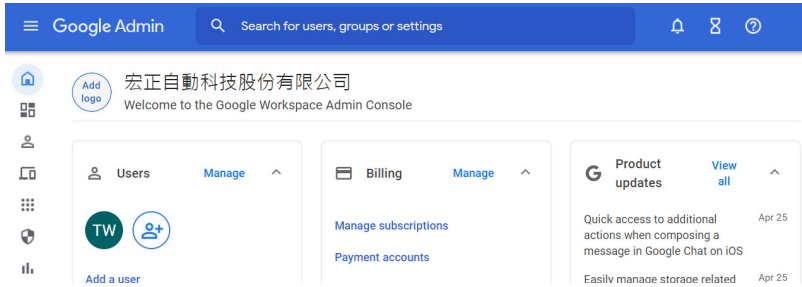 Google Admin
Search for users, groups or settings
Add logo
宏正自動科技股份有限公司
Welcome to the Google Workspace Admin Console
Users
Manage
TW
Add a user
Billing
Manage
Manage subscriptions
Payment accounts
G
Product
updates
View
all
Quick access to additional
actions when composing a
message in Google Chat on iOS
Apr 25
Easily manage storage related
Apr 25